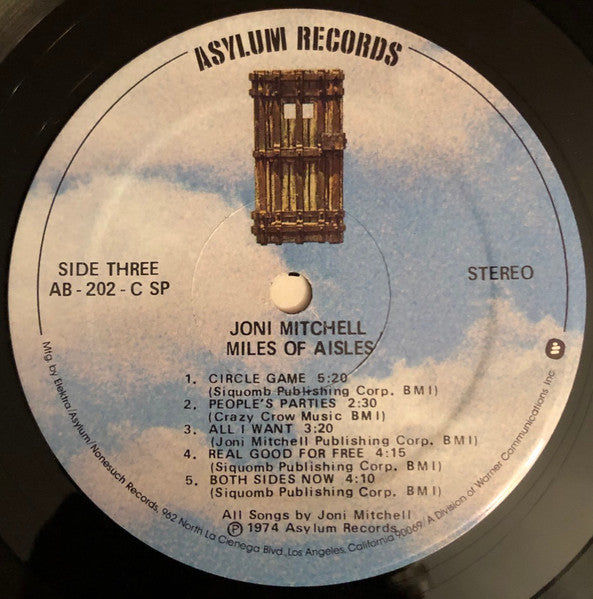 ASYLUM RECORDS
SIDE THREE
AB - 202 - C SP
STEREO
JONI MITCHELL
MILES OF AISLES
1. CIRCLE GAME 5:20
(Siquomb Publishing Corp. BMI)
2. PEOPLE'S PARTIES 2:30
(Crazy Crow Music BMI)
3. ALL I WANT 3:20
(Joni Mitchell Publishing Corp. BMI)
4. REAL GOOD FOR FREE 4:15
(Siquomb Publishing Corp. BMI)
5. BOTH SIDES NOW 4:10
(Siquomb Publishing Corp. BMI)
All Songs by Joni Mitchell
℗ 1974 Asylum Records
Mfg. by Elektra/Asylum/Nonesuch Records, 962 North La Cienega Blvd., Los Angeles, California 90069/A Division of Warner Communications Inc.